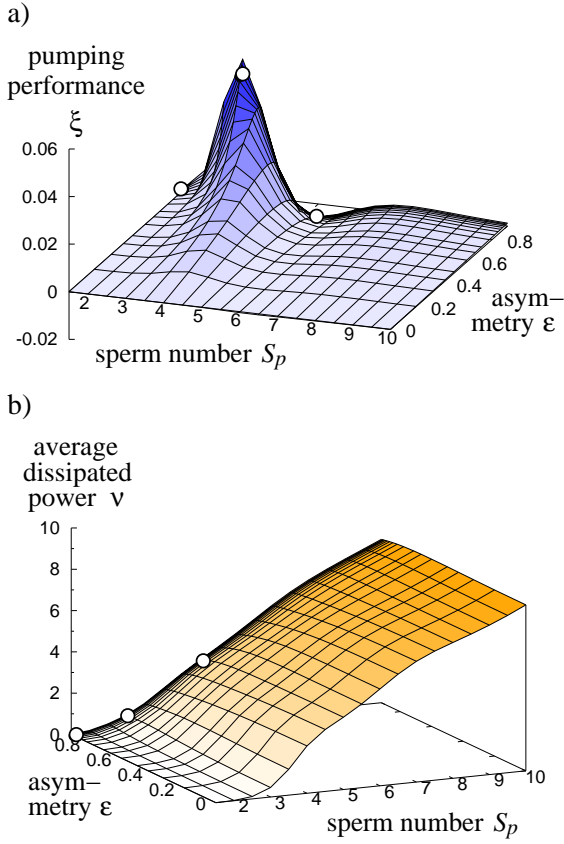 a)
pumping
performance
ξ
0.06
0.04
0.02
0
-0.02
2 3 4 5 6 7 8 9 10
0 0.2 0.4 0.6 0.8
sperm number Sp
asym–
metry ε
b)
average
dissipated
power ν
10
8
6
4
2
0
0.8 0.6 0.4 0.2 0
2 3 4 5 6 7 8 9 10
asym–
metry ε
sperm number Sp